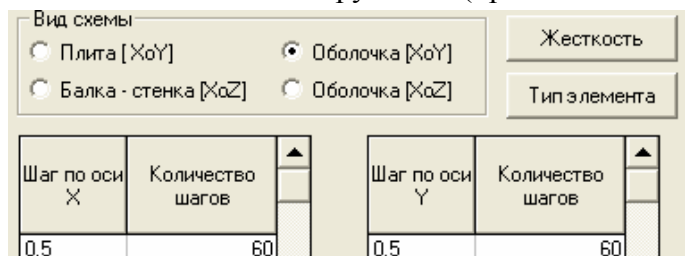 Вид схемы
Плита [ XoY] Оболочка [XoY] Жесткость
Балка - стенка [XoZ] Оболочка [XoZ] Тип элемента
Шаг по оси X Количество шагов Шаг по оси Y Количество шагов
0.5 60 0.5 60